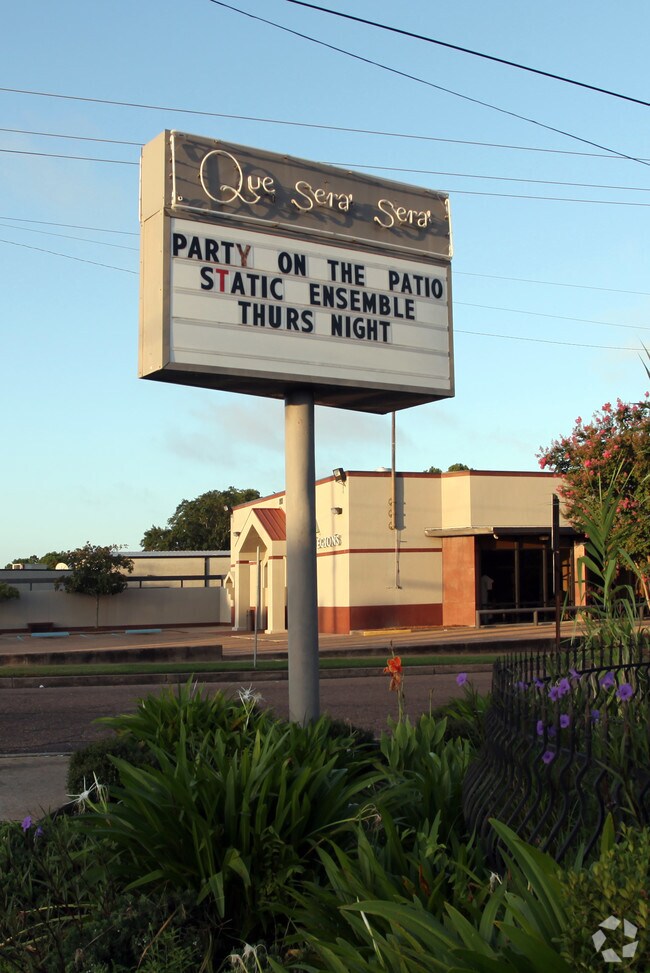 Que Sera' Sera'
PARTY ON THE PATIO
STATIC ENSEMBLE
THURS NIGHT